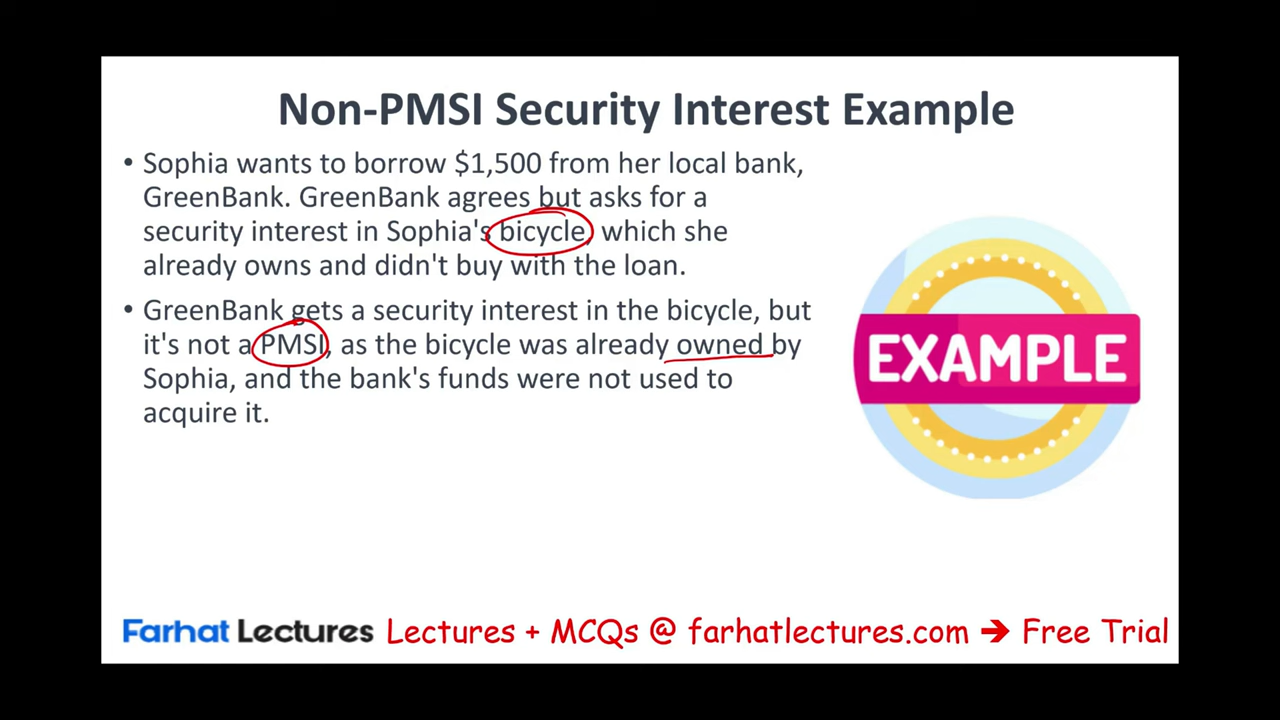 Non-PMSI Security Interest Example
• Sophia wants to borrow $1,500 from her local bank,
GreenBank. GreenBank agrees but asks for a
security interest in Sophia's bicycle, which she
already owns and didn't buy with the loan.
• GreenBank gets a security interest in the bicycle, but
it's not a PMSI, as the bicycle was already owned by
Sophia, and the bank's funds were not used to
acquire it.
EXAMPLE
Farhat Lectures Lectures + MCQs @ farhatlectures.com ➔ Free Trial